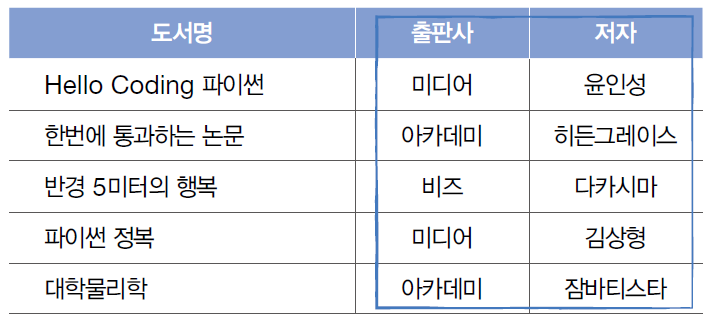 도서명 출판사 저자
Hello Coding 파이썬 미디어 윤인성
한번에 통과하는 논문 아카데미 히든그레이스
반경 5미터의 행복 비즈 다카시마
파이썬 정복 미디어 김상형
대학물리학 아카데미 잠바티스타